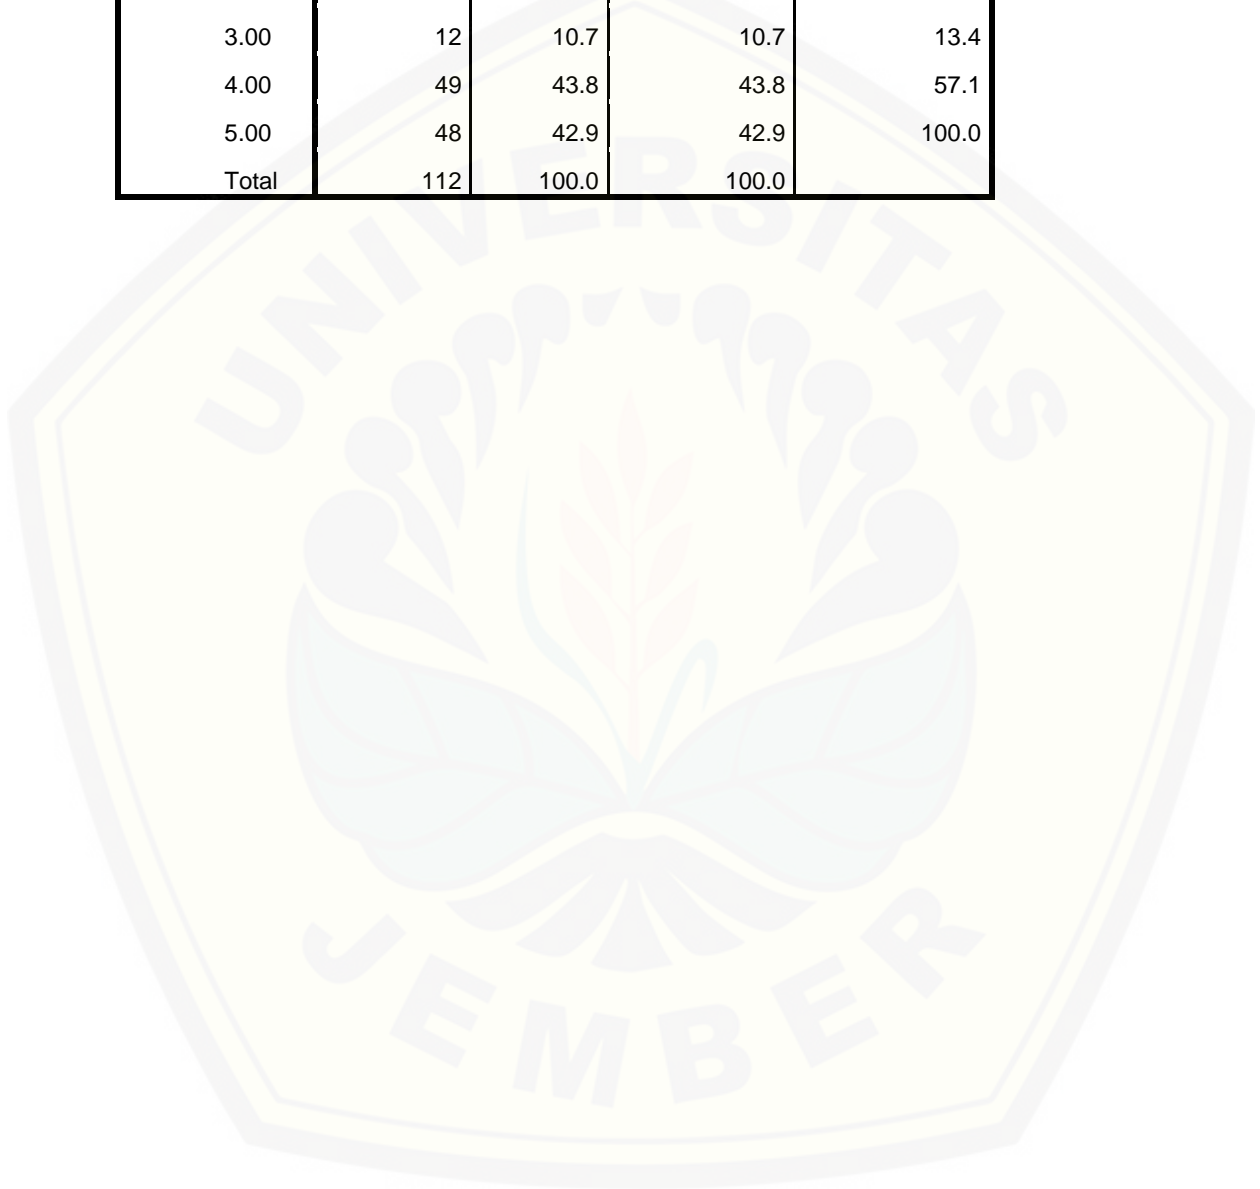 3.00 12 10.7 10.7 13.4
4.00 49 43.8 43.8 57.1
5.00 48 42.9 42.9 100.0
Total 112 100.0 100.0
UNIVERSITAS
JEMBER